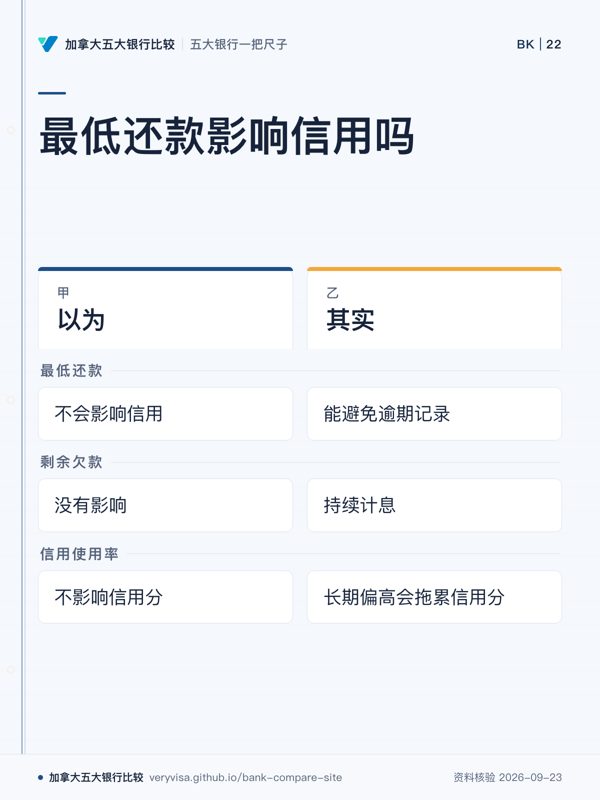 加拿大五大银行比较 五大银行一把尺子 BK | 22
最低还款影响信用吗
甲 乙
以为 其实
最低还款
不会影响信用 能避免逾期记录
剩余欠款
没有影响 持续计息
信用使用率
不影响信用分 长期偏高会拖累信用分
加拿大五大银行比较 veryvisa.github.io/bank-compare-site 资料核验 2026-09-23